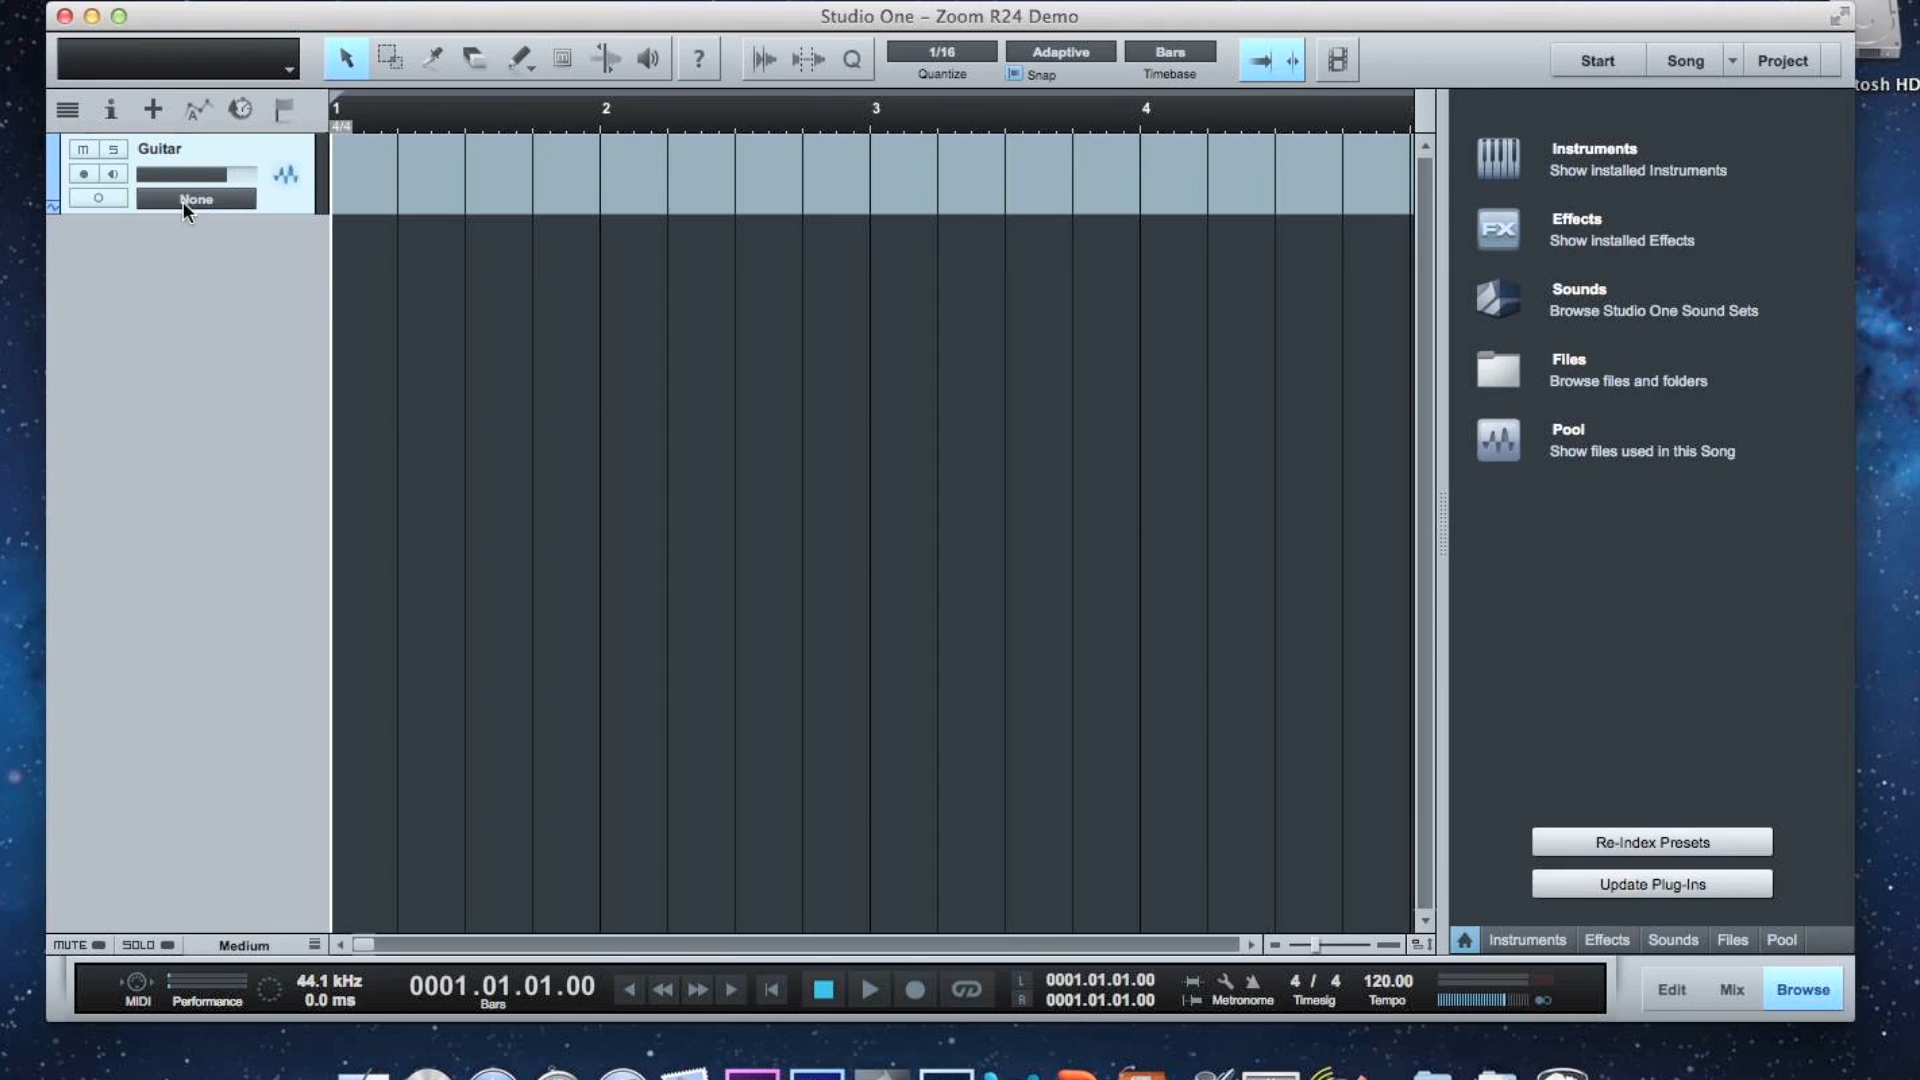 Studio One – Zoom R24 Demo
?
Q
1/16
Quantize
Adaptive
Snap
Bars
Timebase
Start
Song
Project
tosh HD
i
1
2
3
4
4/4
M
S
Guitar
None
Instruments
Show installed Instruments
FX
Effects
Show installed Effects
Sounds
Browse Studio One Sound Sets
Files
Browse files and folders
Pool
Show files used in this Song
Re-Index Presets
Update Plug-Ins
MUTE
SOLO
Medium
Instruments
Effects
Sounds
Files
Pool
MIDI
Performance
44.1 kHz
0.0 ms
0001.01.01.00
Bars
L
R
0001.01.01.00
0001.01.01.00
Metronome
4 / 4
Timesig
120.00
Tempo
Edit
Mix
Browse